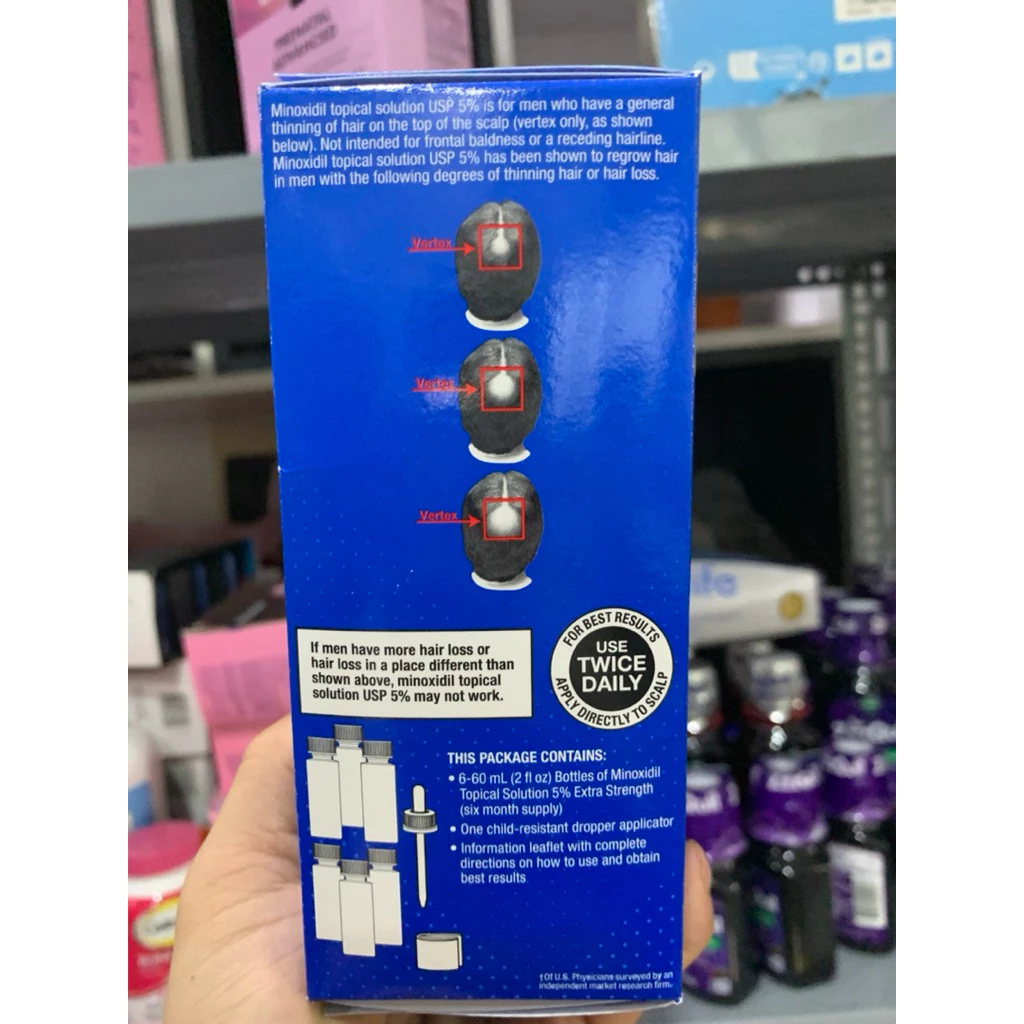 PRENATAL
ADVANCED
Minoxidil topical solution USP 5% is for men who have a general
thinning of hair on the top of the scalp (vertex only, as shown
below). Not intended for frontal baldness or a receding hairline.
Minoxidil topical solution USP 5% has been shown to regrow hair
in men with the following degrees of thinning hair or hair loss.
Vertex
Vertex
Vertex
If men have more hair loss or
hair loss in a place different than
shown above, minoxidil topical
solution USP 5% may not work.
FOR BEST RESULTS
USE
TWICE
DAILY
APPLY DIRECTLY TO SCALP
THIS PACKAGE CONTAINS:
• 6-60 mL (2 fl oz) Bottles of Minoxidil
Topical Solution 5% Extra Strength
(six month supply)
• One child-resistant dropper applicator
• Information leaflet with complete
directions on how to use and obtain
best results
†Of U.S. Physicians surveyed by an
independent market research firm.